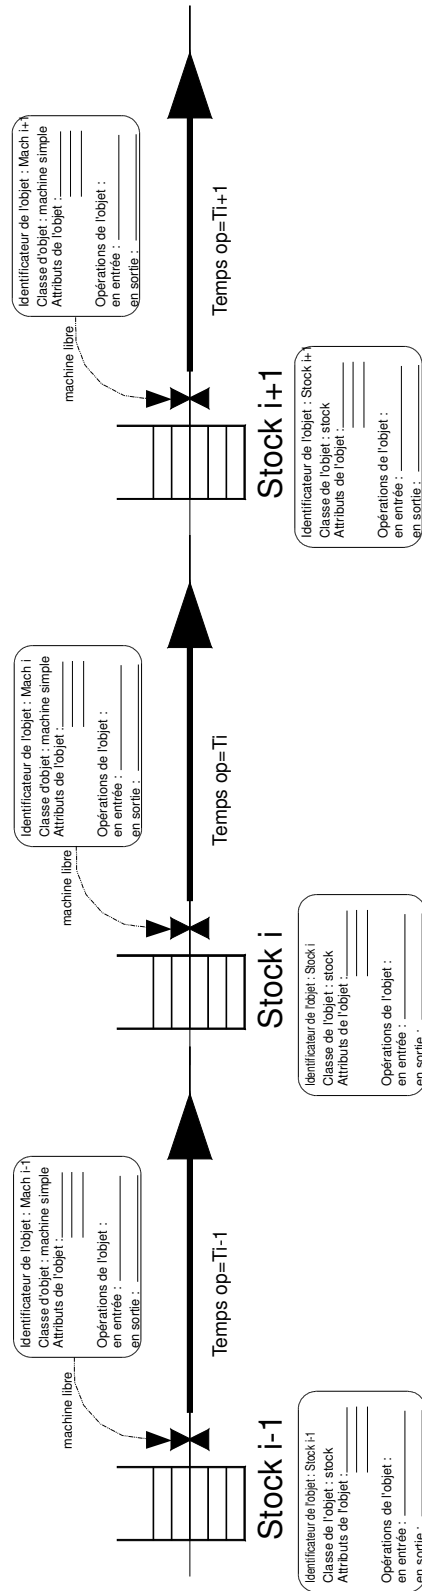 Identificateur de l'objet : Mach i-1
Classe d'objet : machine simple
Attributs de l'objet :
Opérations de l'objet :
en entrée :
en sortie :
machine libre
Temps op=Ti-1
Stock i-1
Identificateur de l'objet : Stock i-1
Classe de l'objet : stock
Attributs de l'objet :
Opérations de l'objet :
en entrée :
en sortie :
Identificateur de l'objet : Mach i
Classe d'objet : machine simple
Attributs de l'objet :
Opérations de l'objet :
en entrée :
en sortie :
machine libre
Temps op=Ti
Stock i
Identificateur de l'objet : Stock i
Classe de l'objet : stock
Attributs de l'objet :
Opérations de l'objet :
en entrée :
en sortie :
Identificateur de l'objet : Mach i+1
Classe d'objet : machine simple
Attributs de l'objet :
Opérations de l'objet :
en entrée :
en sortie :
machine libre
Temps op=Ti+1
Stock i+1
Identificateur de l'objet : Stock i+1
Classe de l'objet : stock
Attributs de l'objet :
Opérations de l'objet :
en entrée :
en sortie :